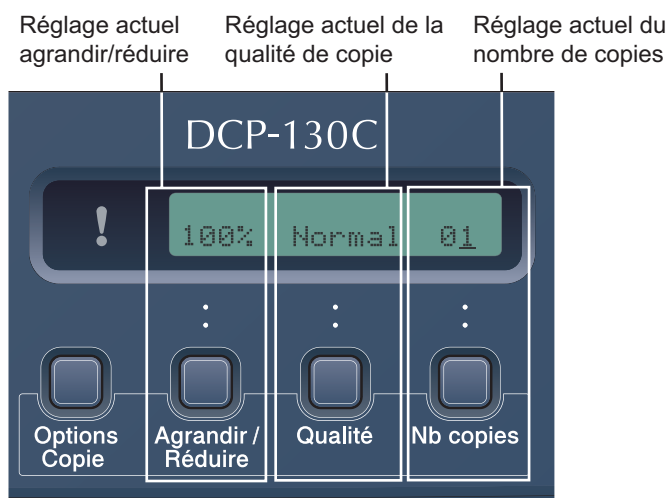 Réglage actuel
agrandir/réduire
Réglage actuel de la
qualité de copie
Réglage actuel du
nombre de copies
DCP-130C
!
100% Normal 01
Options
Copie
Agrandir /
Réduire
Qualité
Nb copies